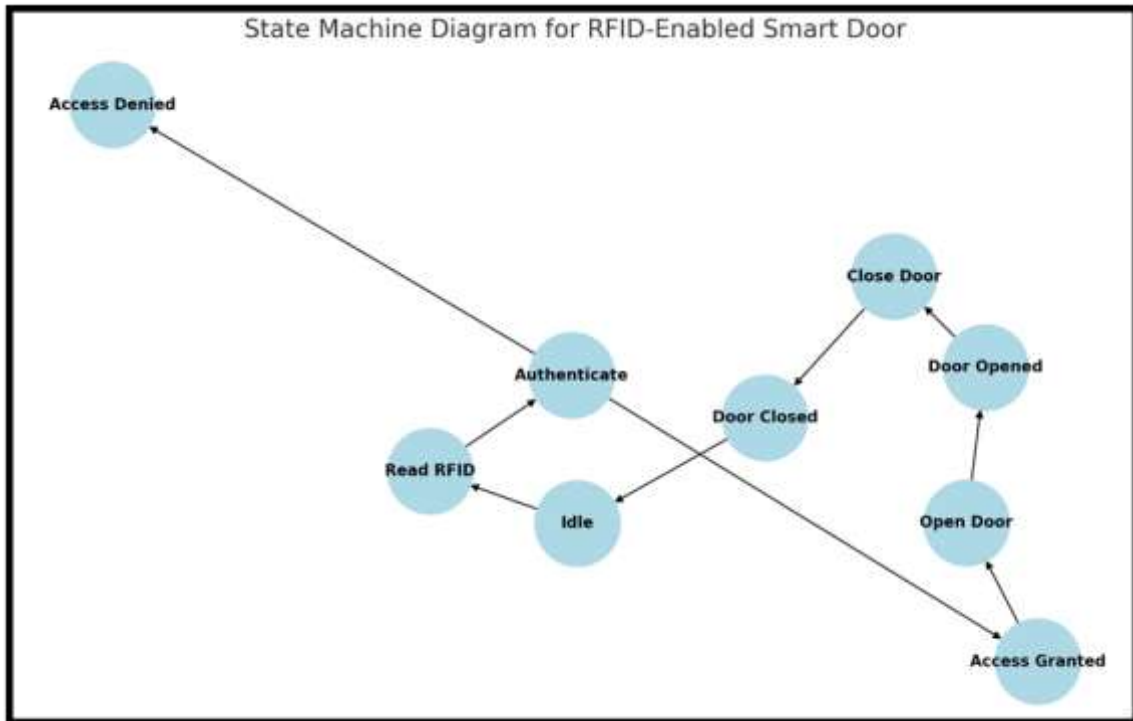 State Machine Diagram for RFID-Enabled Smart Door
Access Denied
Close Door
Door Opened
Authenticate
Door Closed
Read RFID
Idle
Open Door
Access Granted